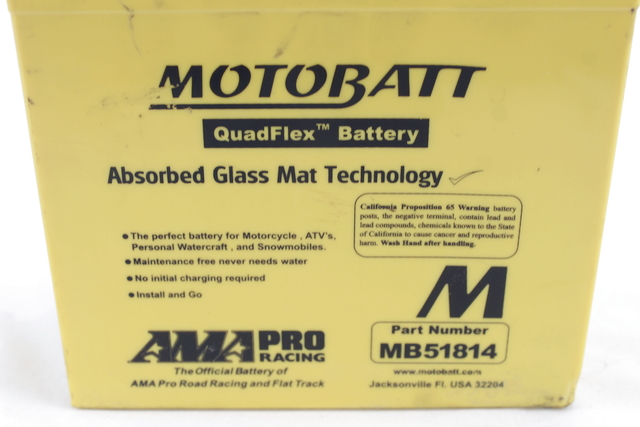 MOTOBATT
QuadFlex™ Battery
Absorbed Glass Mat Technology
California Proposition 65 Warning battery
posts, the negative terminal, contain lead and
lead compounds, chemicals known to the State
of California to cause cancer and reproductive
harm. Wash Hand after handling.
● The perfect battery for Motorcycle , ATV's,
Personal Watercraft , and Snowmobiles.
● Maintenance free never needs water
● No initial charging required
● Install and Go
M
AMA PRO
RACING
The Official Battery of
AMA Pro Road Racing and Flat Track
Part Number
MB51814
www.motobatt.com
Jacksonville Fl. USA 32204